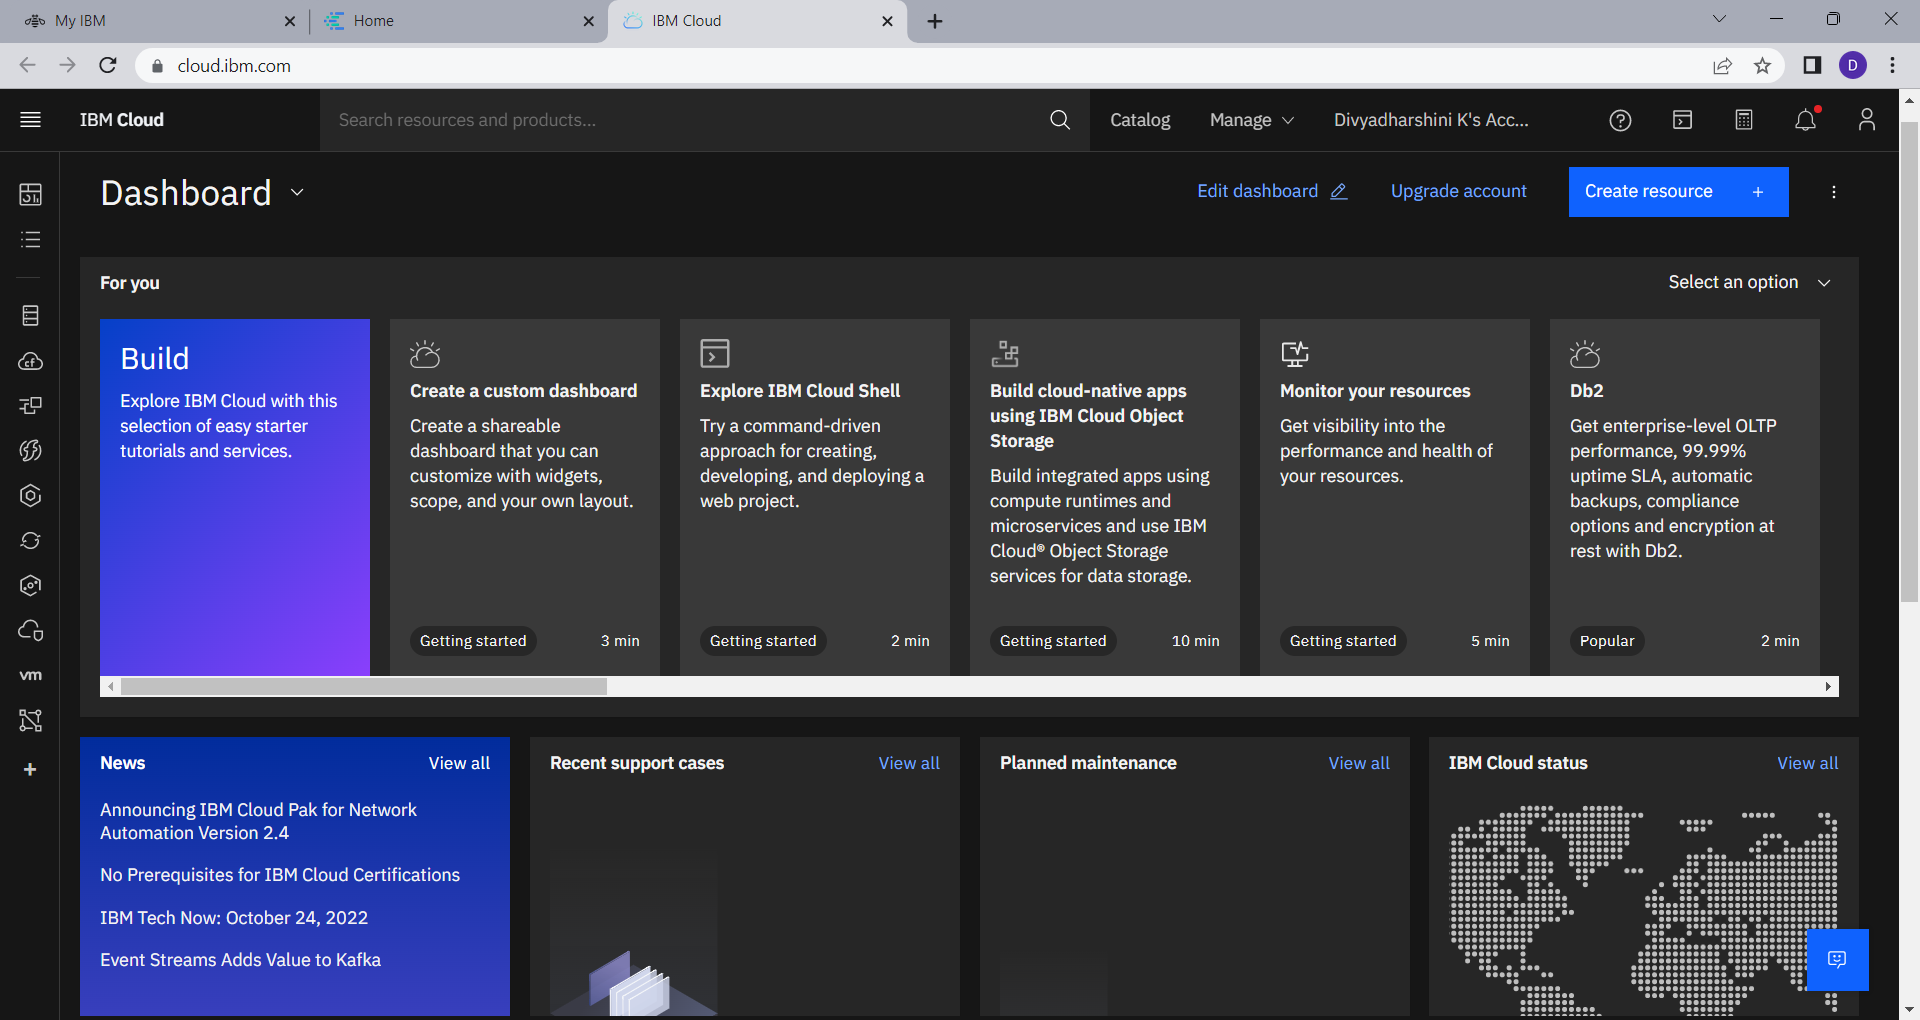 My IBM
Home
IBM Cloud
cloud.ibm.com
D
IBM Cloud
Search resources and products...
Catalog
Manage
Divyadharshini K's Acc...
Dashboard
Edit dashboard
Upgrade account
Create resource +
For you
Select an option
Build
Explore IBM Cloud with this
selection of easy starter
tutorials and services.
Create a custom dashboard
Create a shareable
dashboard that you can
customize with widgets,
scope, and your own layout.
Getting started
3 min
Explore IBM Cloud Shell
Try a command-driven
approach for creating,
developing, and deploying a
web project.
Getting started
2 min
Build cloud-native apps
using IBM Cloud Object
Storage
Build integrated apps using
compute runtimes and
microservices and use IBM
Cloud® Object Storage
services for data storage.
Getting started
10 min
Monitor your resources
Get visibility into the
performance and health of
your resources.
Getting started
5 min
Db2
Get enterprise-level OLTP
performance, 99.99%
uptime SLA, automatic
backups, compliance
options and encryption at
rest with Db2.
Popular
2 min
cf
vm
News
View all
Announcing IBM Cloud Pak for Network
Automation Version 2.4
No Prerequisites for IBM Cloud Certifications
IBM Tech Now: October 24, 2022
Event Streams Adds Value to Kafka
Recent support cases
View all
Planned maintenance
View all
IBM Cloud status
View all